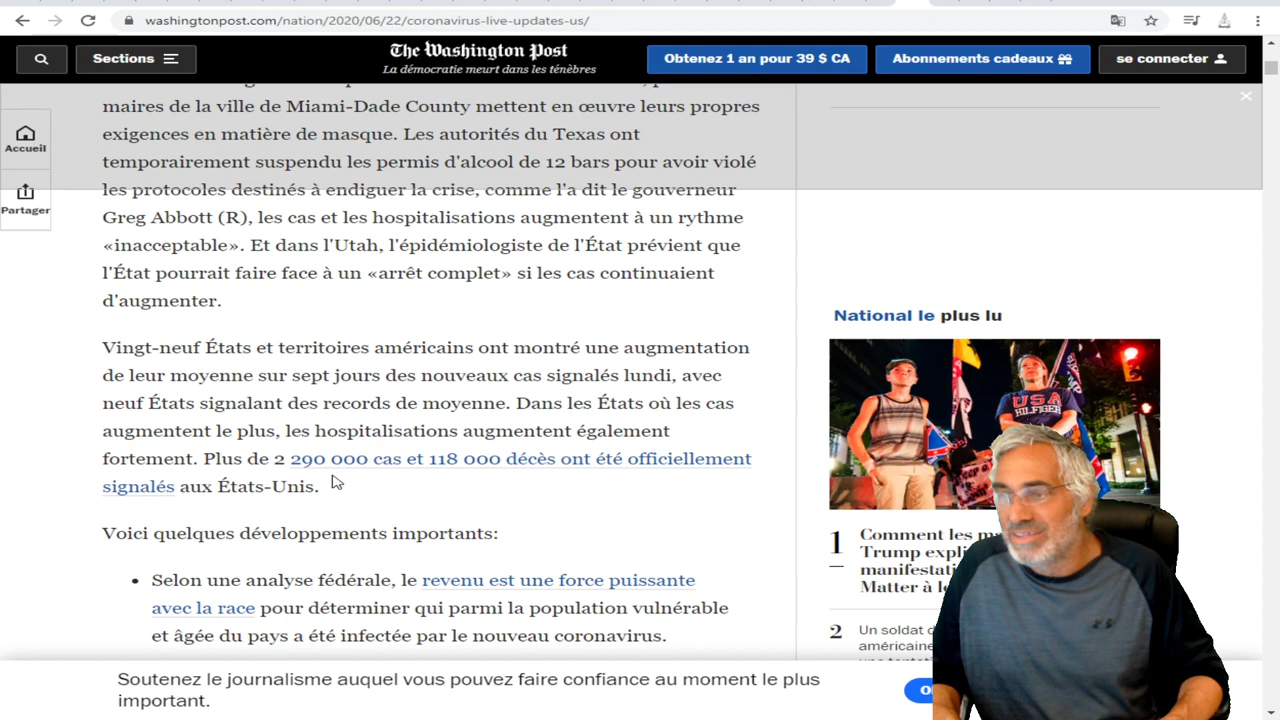 washingtonpost.com/nation/2020/06/22/coronavirus-live-updates-us/
Sections
The Washington Post
La démocratie meurt dans les ténèbres
Obtenez 1 an pour 39 $ CA
Abonnements cadeaux
se connecter
Accueil
Partager
maires de la ville de Miami-Dade County mettent en œuvre leurs propres
exigences en matière de masque. Les autorités du Texas ont
temporairement suspendu les permis d'alcool de 12 bars pour avoir violé
les protocoles destinés à endiguer la crise, comme l'a dit le gouverneur
Greg Abbott (R), les cas et les hospitalisations augmentent à un rythme
«inacceptable». Et dans l'Utah, l'épidémiologiste de l'État prévient que
l'État pourrait faire face à un «arrêt complet» si les cas continuaient
d'augmenter.
Vingt-neuf États et territoires américains ont montré une augmentation
de leur moyenne sur sept jours des nouveaux cas signalés lundi, avec
neuf États signalant des records de moyenne. Dans les États où les cas
augmentent le plus, les hospitalisations augmentent également
fortement. Plus de 2 290 000 cas et 118 000 décès ont été officiellement
signalés aux États-Unis.
Voici quelques développements importants:
• Selon une analyse fédérale, le revenu est une force puissante
avec la race pour déterminer qui parmi la population vulnérable
et âgée du pays a été infectée par le nouveau coronavirus.
National le plus lu
USA
HILFIGER
1
Comment les
Trump
Matter à
2
Un soldat
Soutenez le journalisme auquel vous pouvez faire confiance au moment le plus
important.